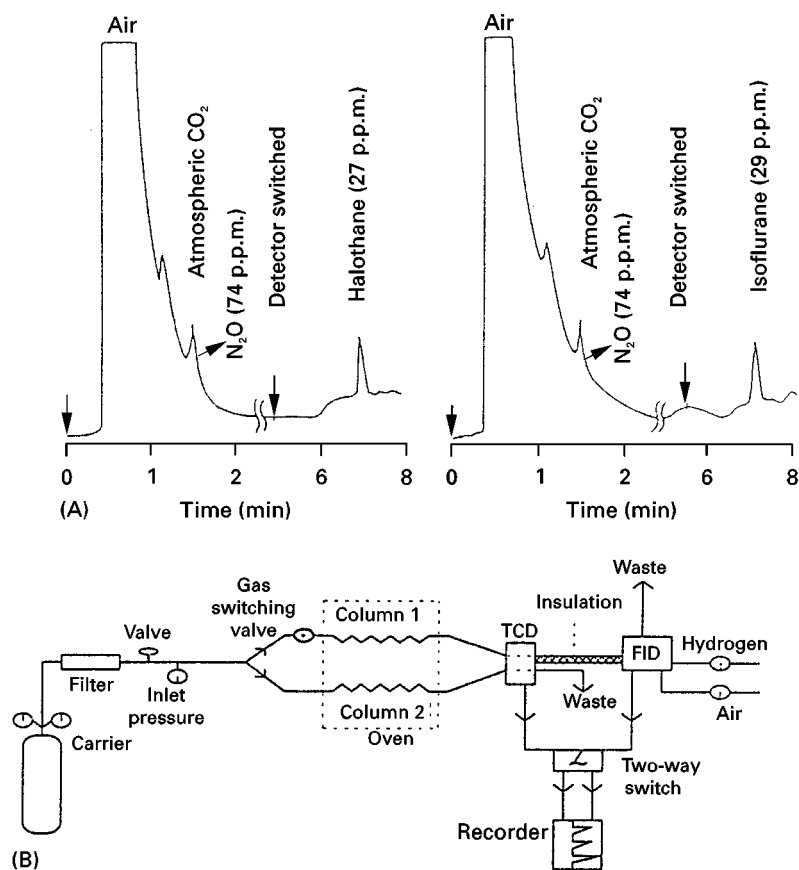 Air
Atmospheric CO₂
N₂O (74 p.p.m.)
Detector switched
Halothane (27 p.p.m.)
0 1 2 6 8
Time (min)
(A)
Air
Atmospheric CO₂
N₂O (74 p.p.m.)
Detector switched
Isoflurane (29 p.p.m.)
0 1 2 6 8
Time (min)
Waste
Gas
switching
valve
Column 1
Insulation
TCD
FID
Hydrogen
Valve
Filter
Inlet
pressure
Column 2
Oven
Waste
Air
Carrier
Two-way
switch
Recorder
(B)